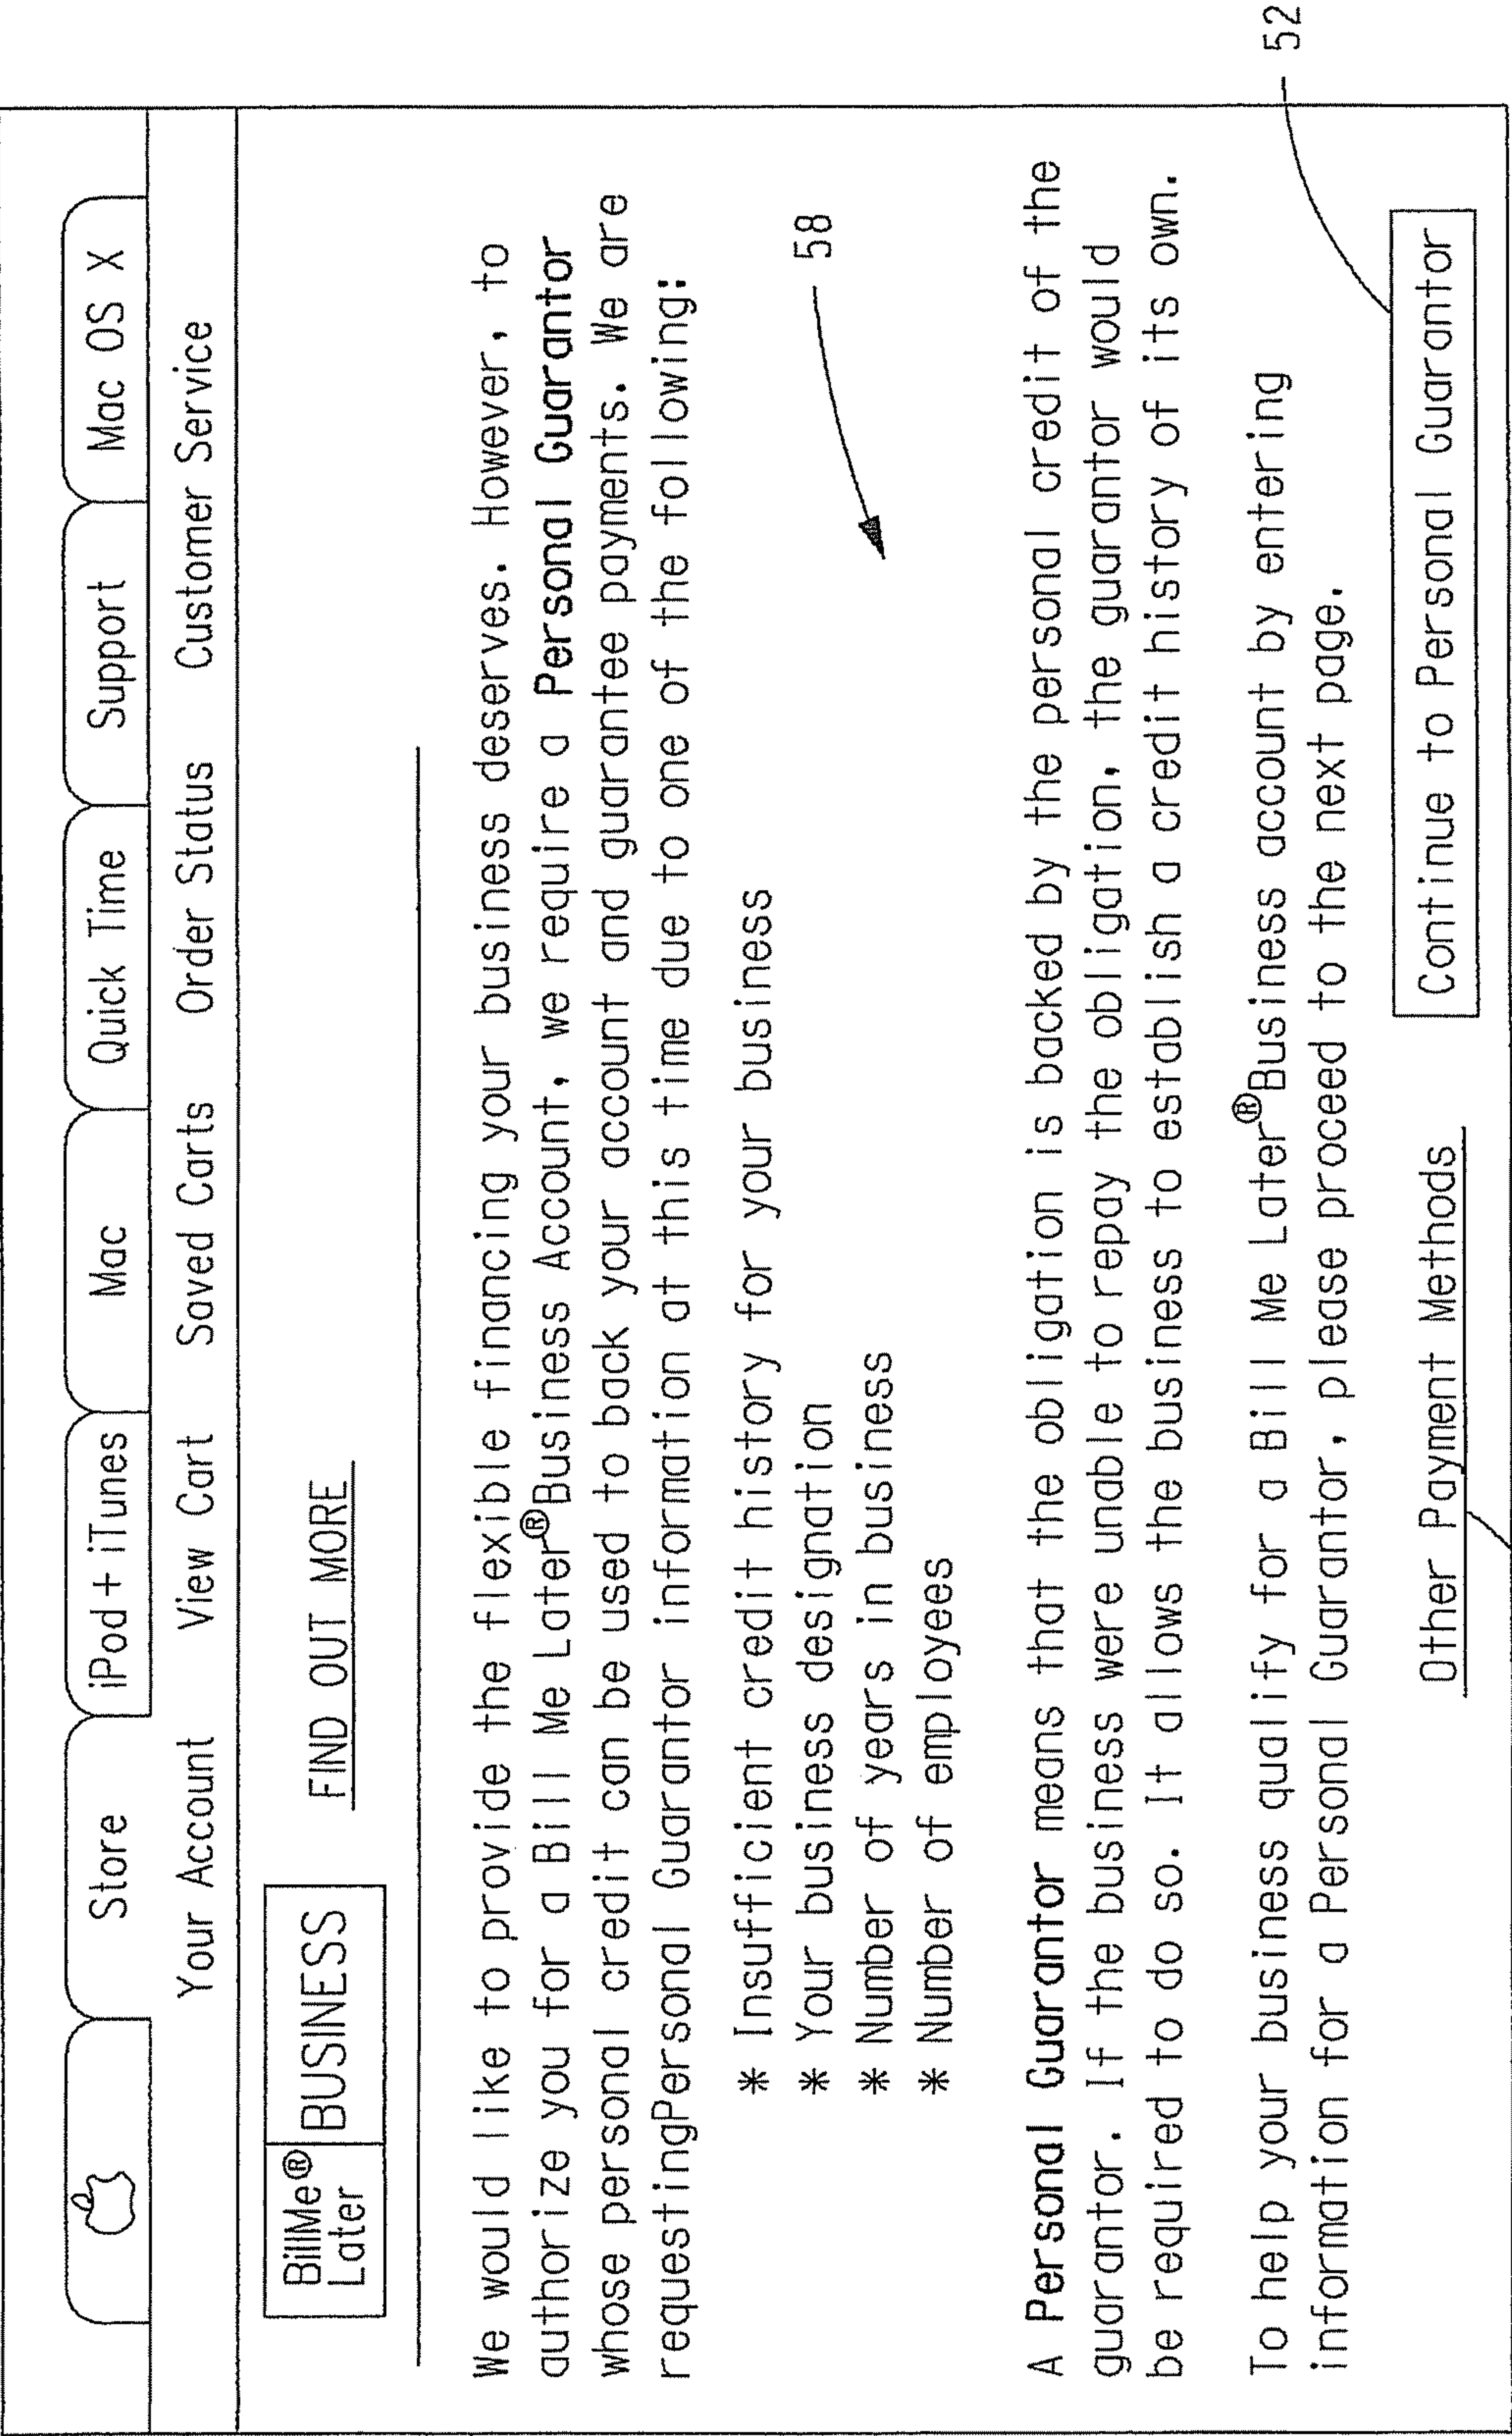 Store iPod + iTunes Mac Quick Time Support Mac OS X
Your Account View Cart Saved Carts Order Status Customer Service
BillMe®
Later
BUSINESS
FIND OUT MORE
We would like to provide the flexible financing your business deserves. However, to
authorize you for a Bill Me Later®Business Account, we require a Personal Guarantor
whose personal credit can be used to back your account and guarantee payments. We are
requestingPersonal Guarantor information at this time due to one of the following:
* Insufficient credit history for your business
* Your business designation
* Number of years in business
* Number of employees
58
A Personal Guarantor means that the obligation is backed by the personal credit of the
guarantor. If the business were unable to repay the obligation, the guarantor would
be required to do so. It allows the business to establish a credit history of its own.
To help your business qualify for a Bill Me Later®Business account by entering
information for a Personal Guarantor, please proceed to the next page.
Other Payment Methods
Continue to Personal Guarantor
52